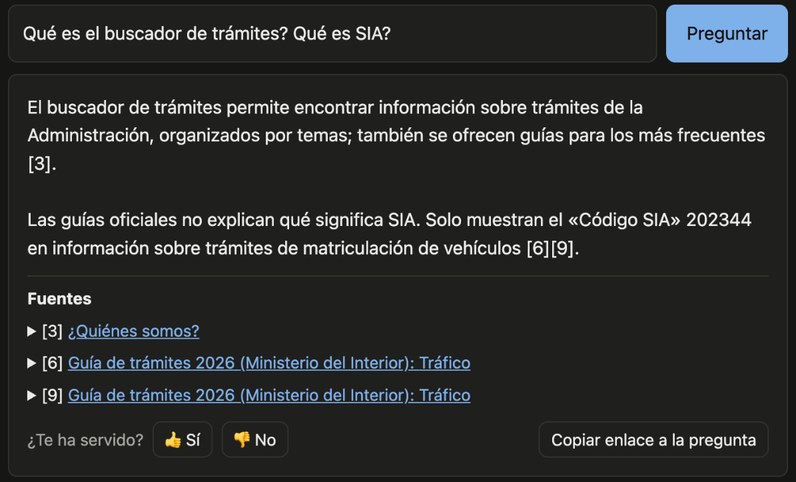 Qué es el buscador de trámites? Qué es SIA?
Preguntar
El buscador de trámites permite encontrar información sobre trámites de la
Administración, organizados por temas; también se ofrecen guías para los más frecuentes
[3].
Las guías oficiales no explican qué significa SIA. Solo muestran el «Código SIA» 202344
en información sobre trámites de matriculación de vehículos [6][9].
Fuentes
[3] ¿Quiénes somos?
[6] Guía de trámites 2026 (Ministerio del Interior): Tráfico
[9] Guía de trámites 2026 (Ministerio del Interior): Tráfico
¿Te ha servido? 👍 Sí 👎 No Copiar enlace a la pregunta